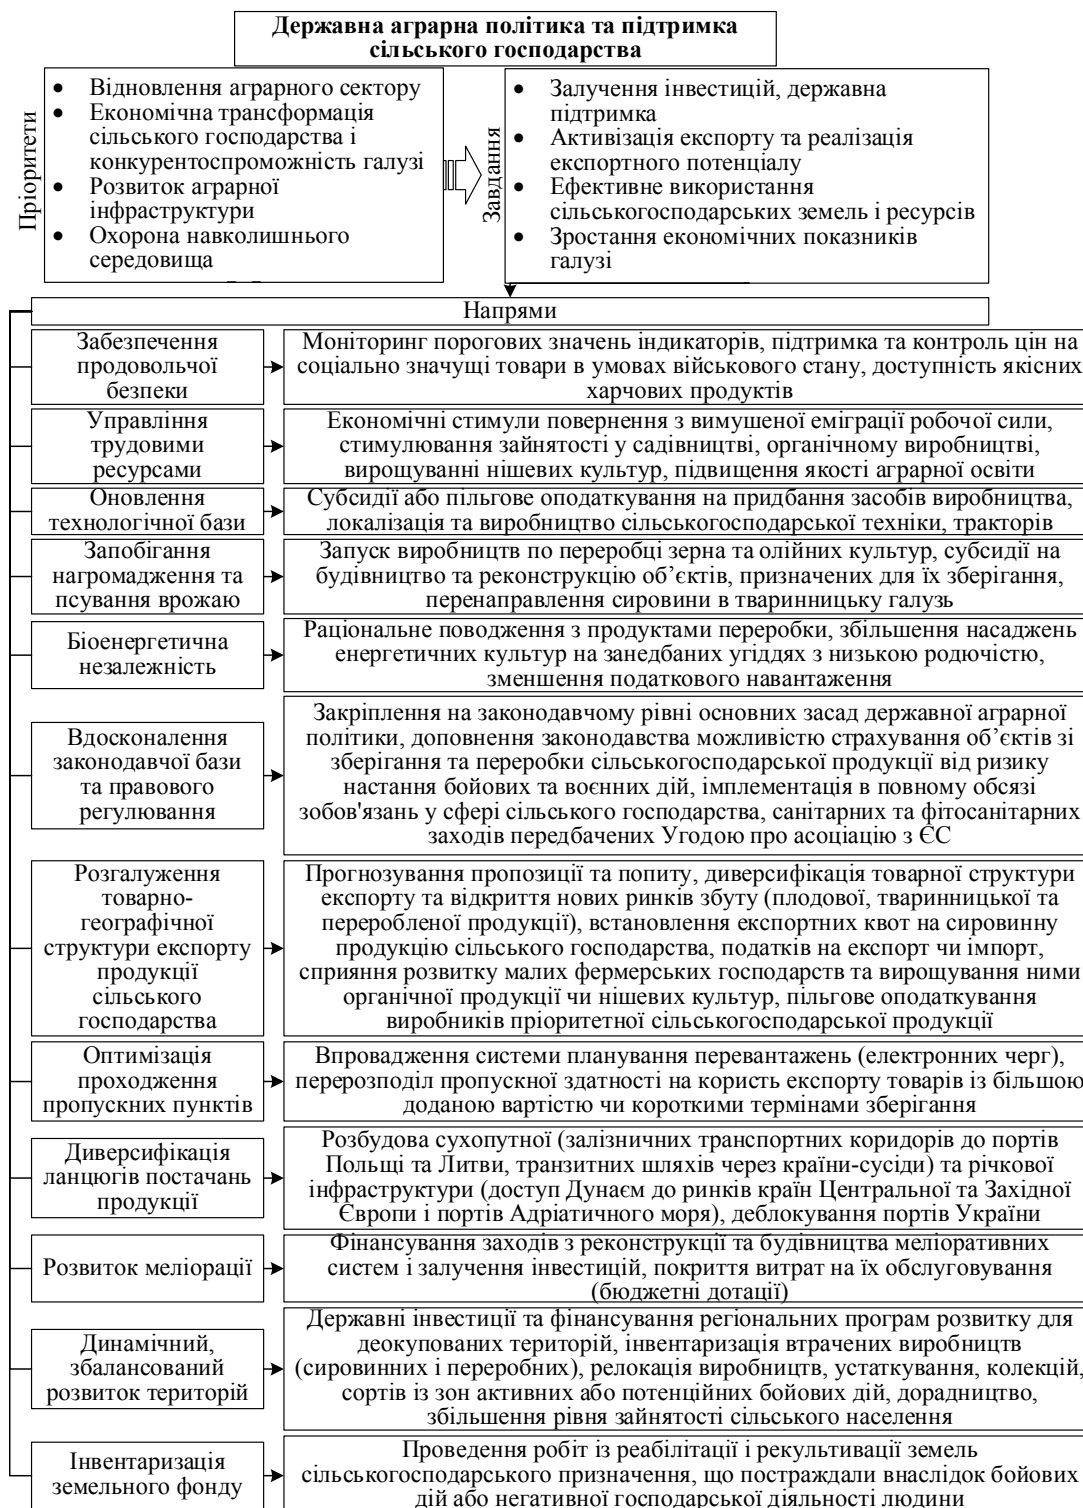 Державна аграрна політика та підтримка
сільського господарства
Пріоритети
• Відновлення аграрного сектору
• Економічна трансформація
сільського господарства і
конкурентоспроможність галузі
• Розвиток аграрної
інфраструктури
• Охорона навколишнього
середовища
Завдання
• Залучення інвестицій, державна
підтримка
• Активізація експорту та реалізація
експортного потенціалу
• Ефективне використання
сільськогосподарських земель і ресурсів
• Зростання економічних показників
галузі
Напрями
Забезпечення
продовольчої
безпеки
Моніторинг порогових значень індикаторів, підтримка та контроль цін на
соціально значущі товари в умовах військового стану, доступність якісних
харчових продуктів
Управління
трудовими
ресурсами
Економічні стимули повернення з вимушеної еміграції робочої сили,
стимулювання зайнятості у садівництві, органічному виробництві,
вирощуванні нішевих культур, підвищення якості аграрної освіти
Оновлення
технологічної бази
Субсидії або пільгове оподаткування на придбання засобів виробництва,
локалізація та виробництво сільськогосподарської техніки, тракторів
Запобігання
нагромадження та
псування врожаю
Запуск виробництв по переробці зерна та олійних культур, субсидії на
будівництво та реконструкцію об’єктів, призначених для їх зберігання,
перенаправлення сировини в тваринницьку галузь
Біоенергетична
незалежність
Раціональне поводження з продуктами переробки, збільшення насаджень
енергетичних культур на занедбаних угіддях з низькою родючістю,
зменшення податкового навантаження
Вдосконалення
законодавчої бази
та правового
регулювання
Закріплення на законодавчому рівні основних засад державної аграрної
політики, доповнення законодавства можливістю страхування об’єктів зі
зберігання та переробки сільськогосподарської продукції від ризику
настання бойових та воєнних дій, імплементація в повному обсязі
зобов'язань у сфері сільського господарства, санітарних та фітосанітарних
заходів передбачених Угодою про асоціацію з ЄС
Розгалуження
товарно-
географічної
структури експорту
продукції
сільського
господарства
Прогнозування пропозиції та попиту, диверсифікація товарної структури
експорту та відкриття нових ринків збуту (плодової, тваринницької та
переробленої продукції), встановлення експортних квот на сировинну
продукцію сільського господарства, податків на експорт чи імпорт,
сприяння розвитку малих фермерських господарств та вирощування ними
органічної продукції чи нішевих культур, пільгове оподаткування
виробників пріоритетної сільськогосподарської продукції
Оптимізація
проходження
пропускних пунктів
Впровадження системи планування перевантажень (електронних черг),
перерозподіл пропускної здатності на користь експорту товарів із більшою
доданою вартістю чи короткими термінами зберігання
Диверсифікація
ланцюгів постачань
продукції
Розбудова сухопутної (залізничних транспортних коридорів до портів
Польщі та Литви, транзитних шляхів через країни-сусіди) та річкової
інфраструктури (доступ Дунаєм до ринків країн Центральної та Західної
Європи і портів Адріатичного моря), деблокування портів України
Розвиток меліорації
Фінансування заходів з реконструкції та будівництва меліоративних
систем і залучення інвестицій, покриття витрат на їх обслуговування
(бюджетні дотації)
Динамічний,
збалансований
розвиток територій
Державні інвестиції та фінансування регіональних програм розвитку для
деокупованих територій, інвентаризація втрачених виробництв
(сировинних і переробних), релокація виробництв, устаткування, колекцій,
сортів із зон активних або потенційних бойових дій, дорадництво,
збільшення рівня зайнятості сільського населення
Інвентаризація
земельного фонду
Проведення робіт із реабілітації і рекультивації земель
сільськогосподарського призначення, що постраждали внаслідок бойових
дій або негативної господарської діяльності людини